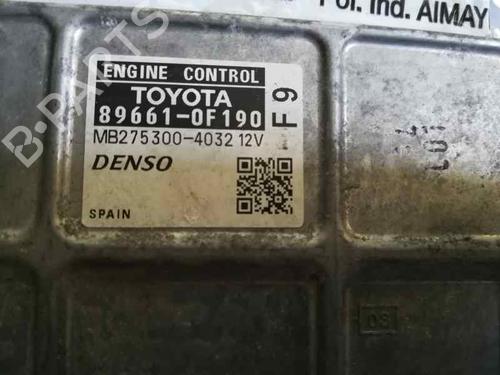 Pol. Ind. AIMAY
ENGINE CONTROL
TOYOTA
89661-0F190
F9
MB275300-4032 12V
DENSO
SPAIN
B-PARTS